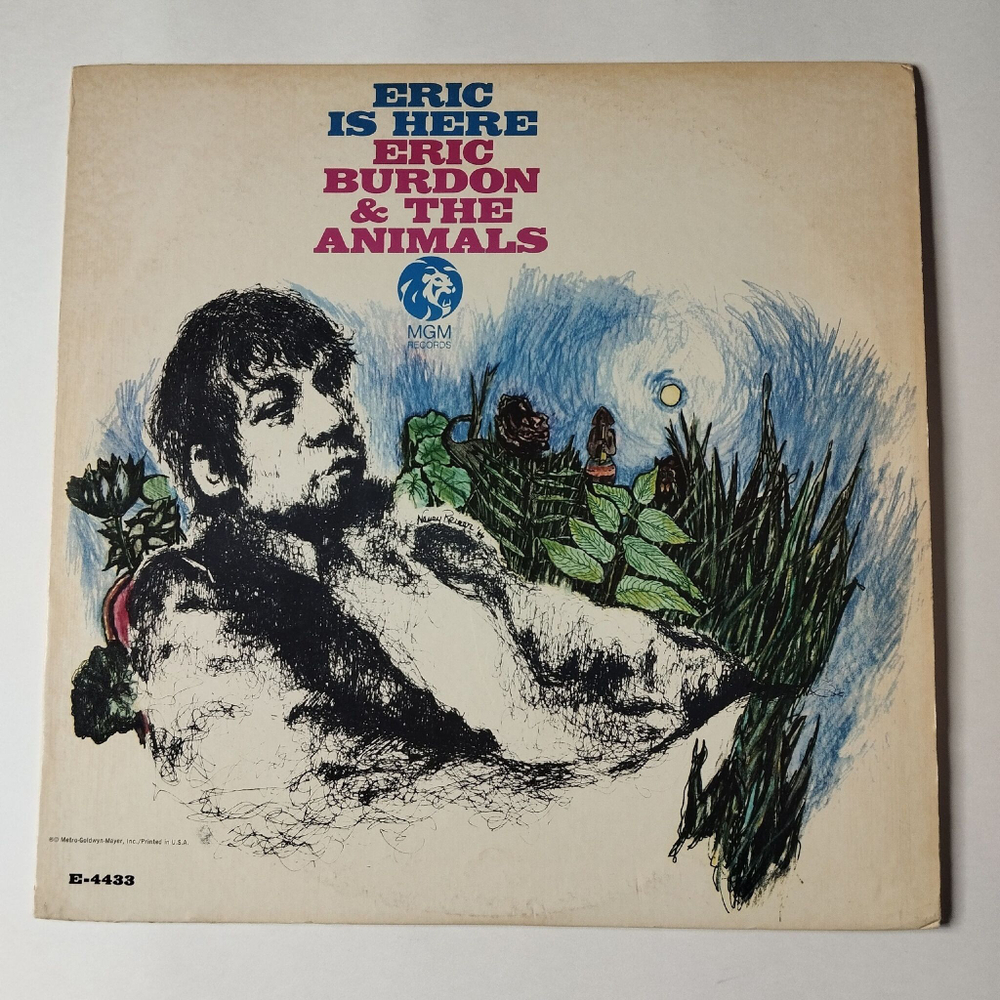 ERIC
IS HERE
ERIC
BURDON
& THE
ANIMALS
MGM
RECORDS
Metro-Goldwyn-Mayer, Inc./Printed in U.S.A.
E-4433